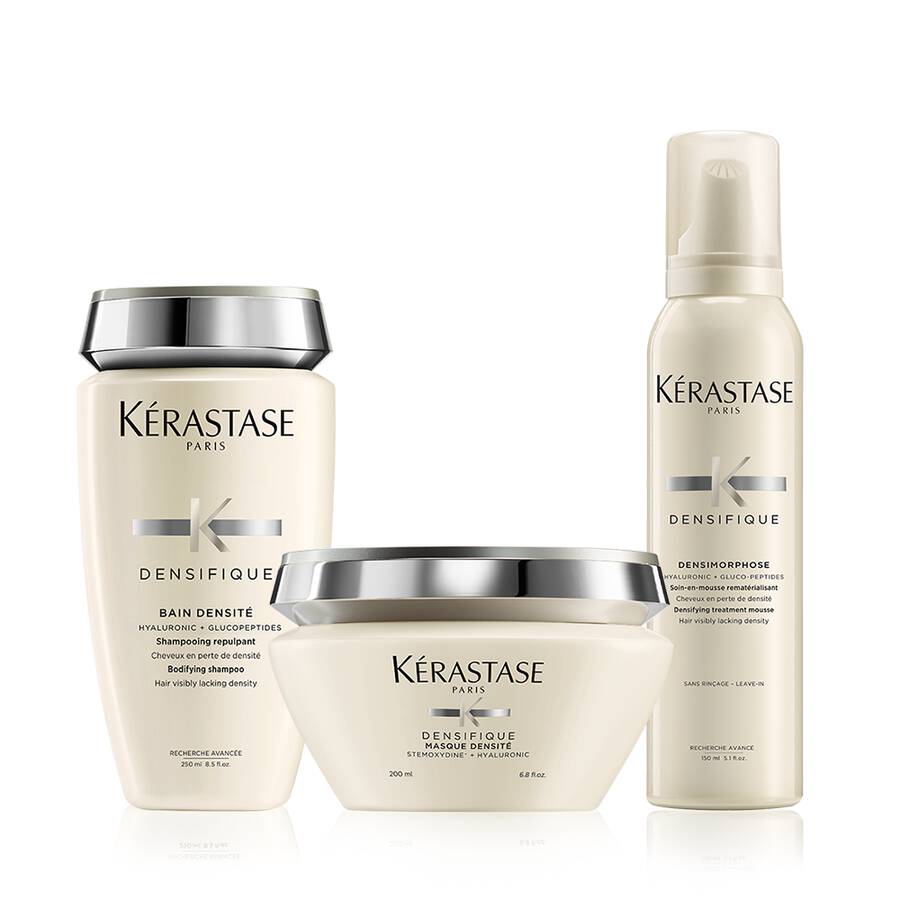 KÉRASTASE
PARIS
K
DENSIFIQUE
BAIN DENSITÉ
HYALURONIC + GLUCOPEPTIDES
Shampooing repulpant
Cheveux en perte de densité
Bodifying shampoo
Hair visibly lacking density
RECHERCHE AVANCÉE
250 ml 8.5 fl.oz.
KÉRASTASE
PARIS
K
DENSIFIQUE
MASQUE DENSITÉ
STEMOXYDINE* + HYALURONIC
200 ml 6.8 fl.oz.
KÉRASTASE
PARIS
K
DENSIFIQUE
DENSIMORPHOSE
HYALURONIC + GLUCO-PEPTIDES
Soin-en-mousse rematérialisant
Cheveux en perte de densité
Densifying treatment mousse
Hair visibly lacking density
SANS RINÇAGE – LEAVE-IN
RECHERCHE AVANCÉ
150 ml 5.1 fl.oz.